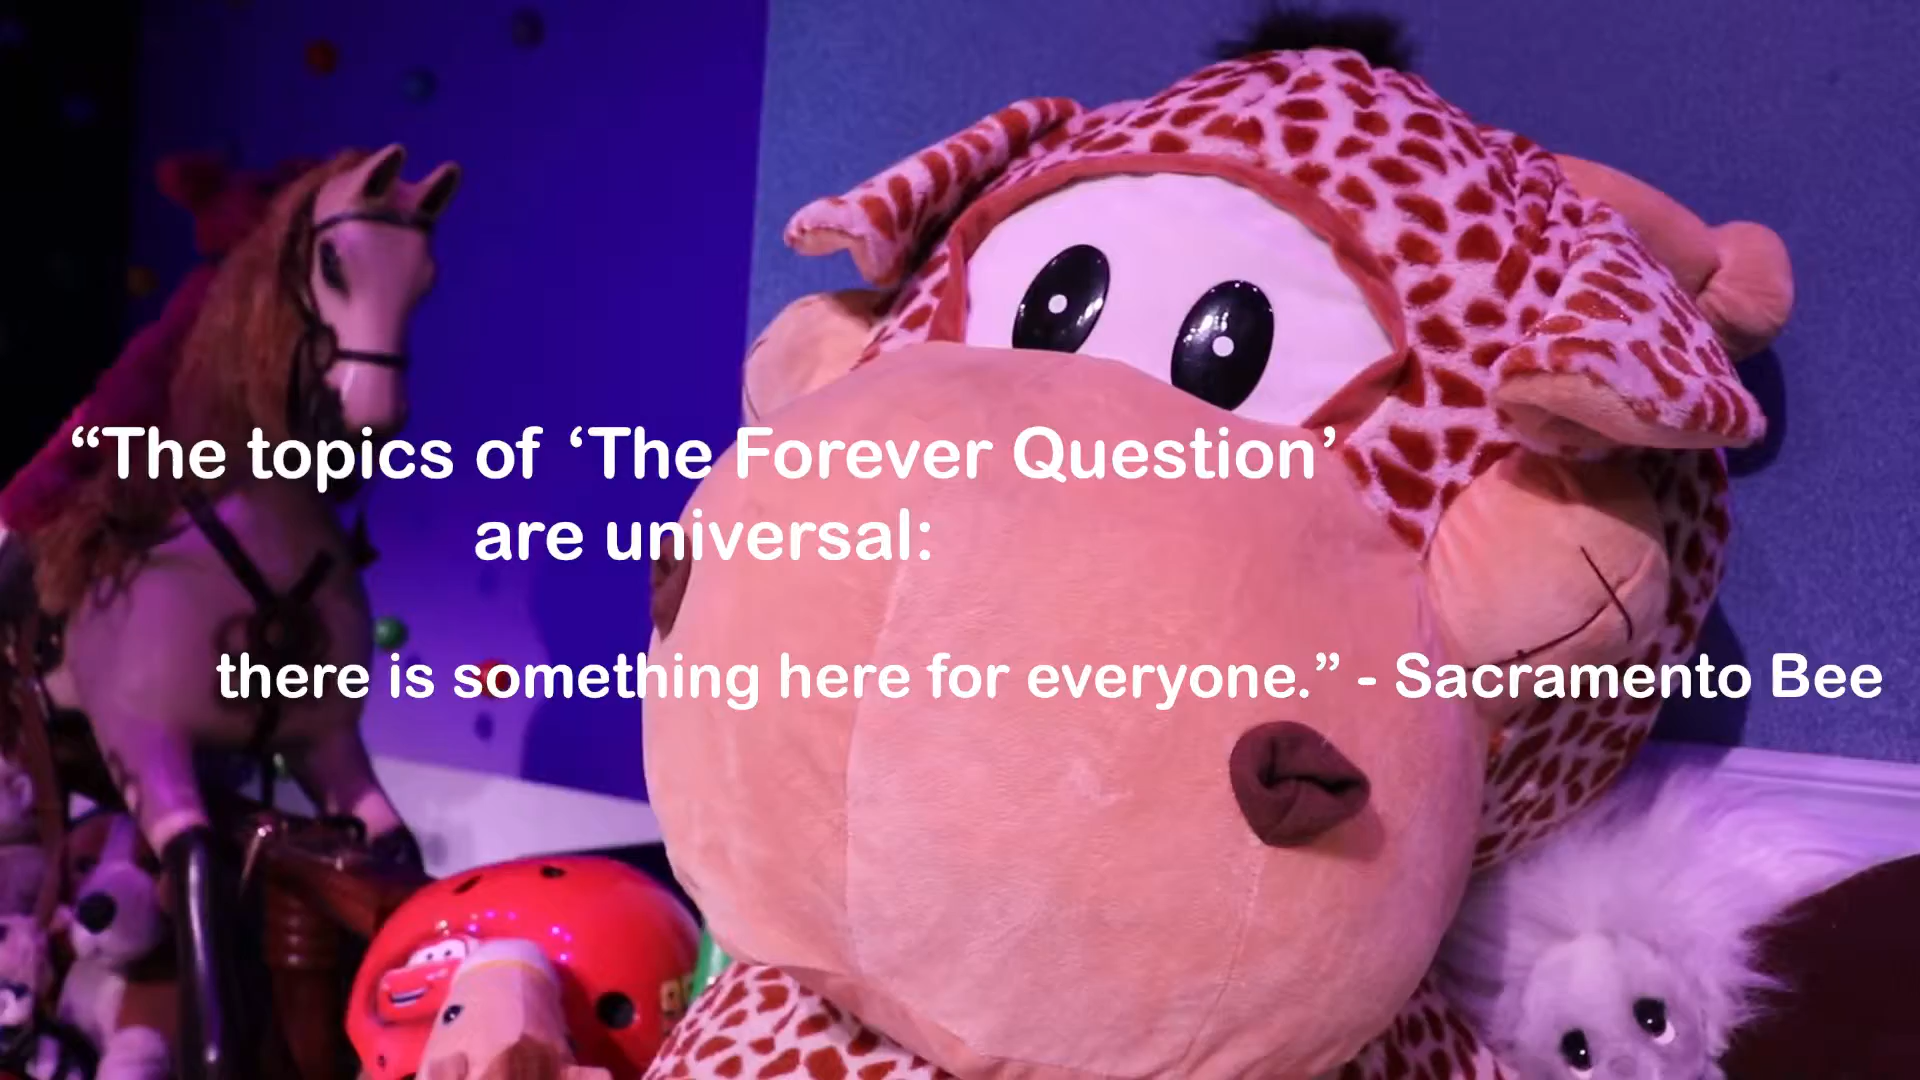 “The topics of ‘The Forever Question’
are universal:
there is something here for everyone.” - Sacramento Bee